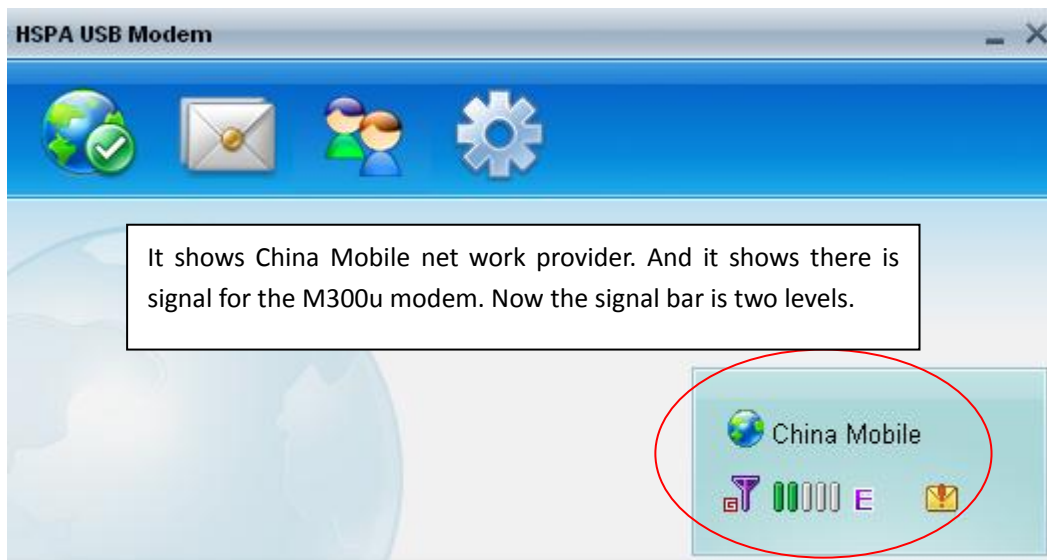 HSPA USB Modem
It shows China Mobile net work provider. And it shows there is
signal for the M300u modem. Now the signal bar is two levels.
China Mobile
G E